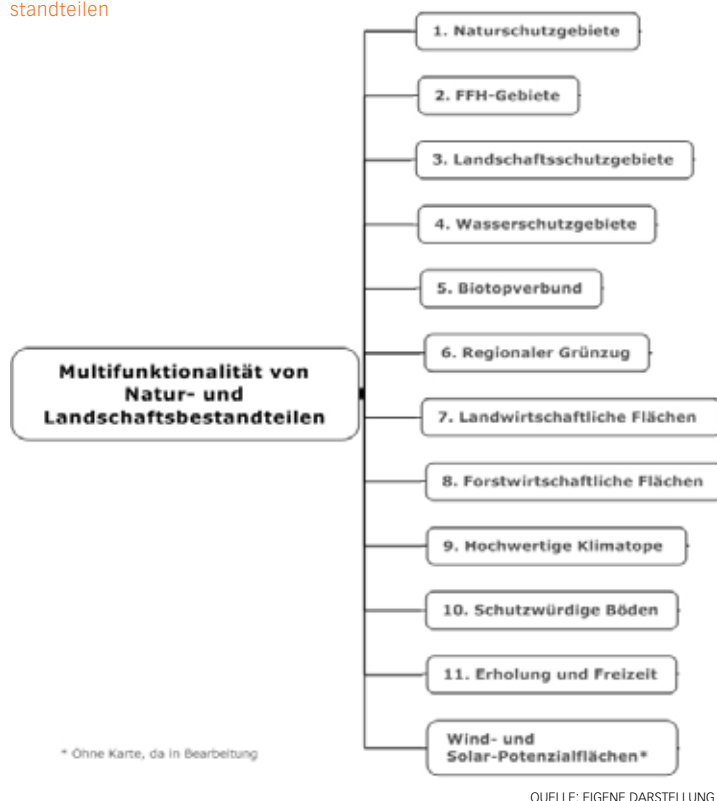 standteilen
1. Naturschutzgebiete
2. FFH-Gebiete
3. Landschaftsschutzgebiete
4. Wasserschutzgebiete
5. Biotopverbund
6. Regionaler Grünzug
Multifunktionalität von
Natur- und
Landschaftsbestandteilen
7. Landwirtschaftliche Flächen
8. Forstwirtschaftliche Flächen
9. Hochwertige Klimatope
10. Schutzwürdige Böden
11. Erholung und Freizeit
Wind- und
Solar-Potenzialflächen*
* Ohne Karte, da in Bearbeitung
QUELLE: EIGENE DARSTELLUNG